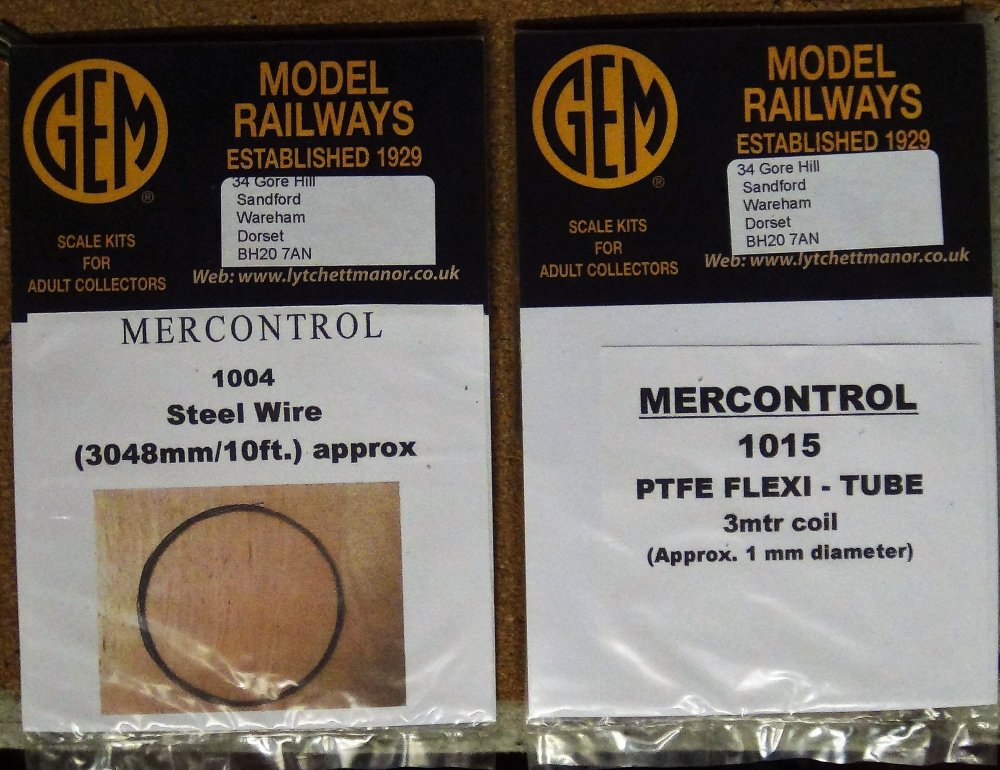 GEM
®
MODEL
RAILWAYS
ESTABLISHED 1929
34 Gore Hill
Sandford
Wareham
Dorset
BH20 7AN
SCALE KITS
FOR
ADULT COLLECTORS
Web: www.lytchettmanor.co.uk
MERCONTROL
1004
Steel Wire
(3048mm/10ft.) approx
GEM
®
MODEL
RAILWAYS
ESTABLISHED 1929
34 Gore Hill
Sandford
Wareham
Dorset
BH20 7AN
SCALE KITS
FOR
ADULT COLLECTORS
Web: www.lytchettmanor.co.uk
MERCONTROL
1015
PTFE FLEXI - TUBE
3mtr coil
(Approx. 1 mm diameter)